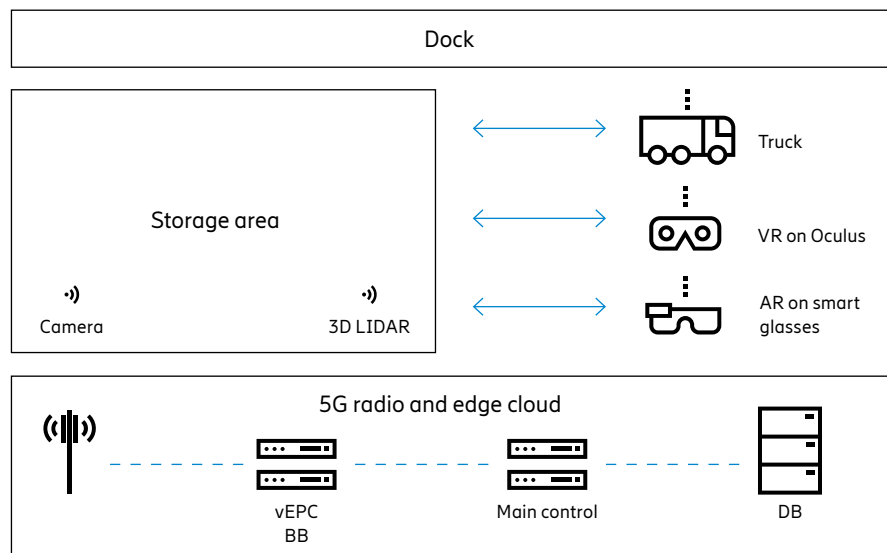 Dock
Storage area
Camera
3D LIDAR
Truck
VR on Oculus
AR on smart
glasses
5G radio and edge cloud
vEPC
BB
Main control
DB